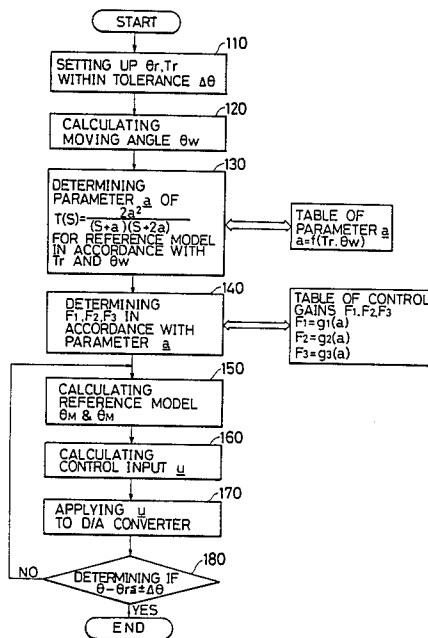 START
110
SETTING UP θr,Tr
WITHIN TOLERANCE Δθ
120
CALCULATING
MOVING ANGLE θw
130
DETERMINING
PARAMETER a OF
T(S)=2a²/(S+a)(S+2a)
FOR REFERENCE MODEL
IN ACCORDANCE WITH
Tr AND θw
TABLE OF
PARAMETER a
a=f(Tr,θw)
140
DETERMINING
F1,F2,F3 IN
ACCORDANCE WITH
PARAMETER a
TABLE OF CONTROL
GAINS F1,F2,F3
F1=g1(a)
F2=g2(a)
F3=g3(a)
150
CALCULATING
REFERENCE MODEL
θM & θM
160
CALCULATING
CONTROL INPUT u
170
APPLYING u
TO D/A CONVERTER
180
DETERMINING IF
θ-θr≦±Δθ
NO
YES
END